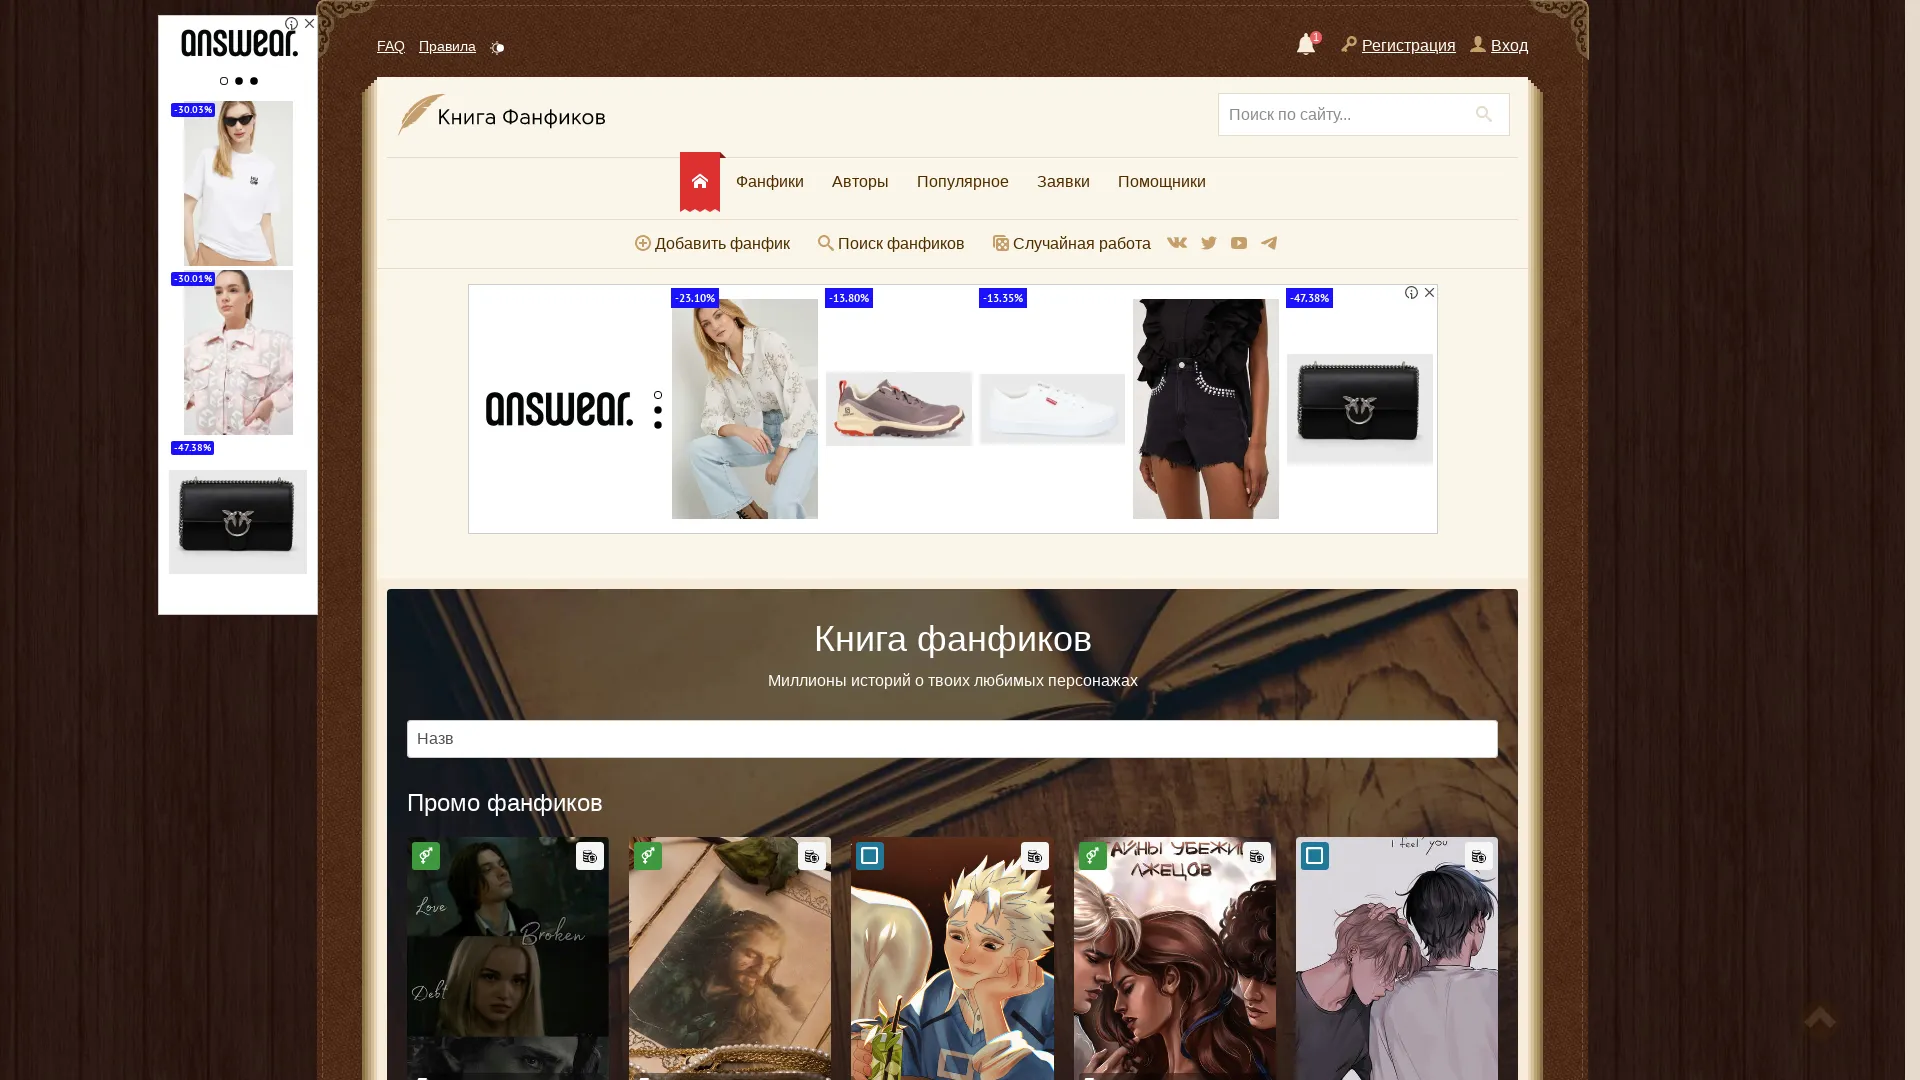 answear.
-30.03%
-30.01%
-47.38%
FAQ Правила
1 Регистрация Вход
Книга Фанфиков
Поиск по сайту...
Фанфики Авторы Популярное Заявки Помощники
Добавить фанфик Поиск фанфиков Случайная работа
answear.
-23.10% -13.80% -13.35% -47.38%
Книга фанфиков
Миллионы историй о твоих любимых персонажах
Назв
Промо фанфиков
Love
Broken
Debt
ЛЖЕЦОВ
I feel you